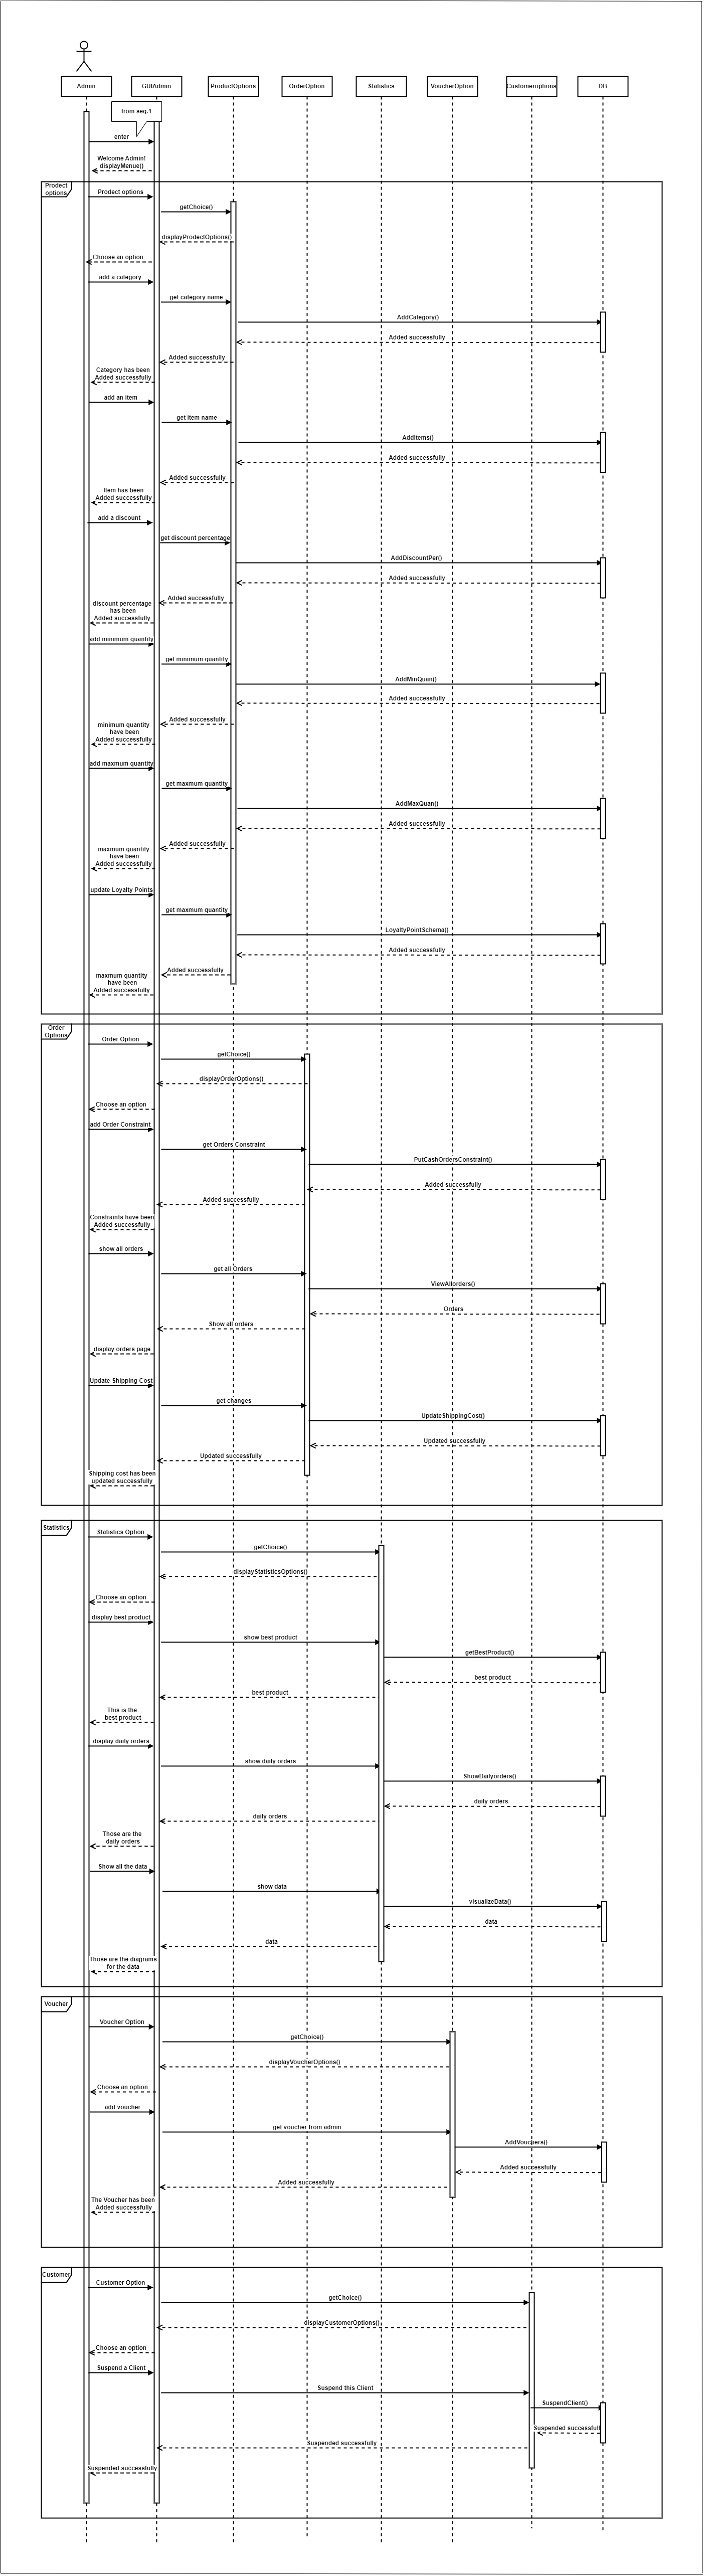 Admin
GUIAdmin
ProductOptions
OrderOption
Statistics
VoucherOption
Customeroptions
DB
from seq.1
enter
Welcome Admin!
displayMenue()
Prodect
options
Prodect options
getChoice()
displayProdectOptions()
Choose an option
add a category
get category name
AddCategory()
Added successfully
Added successfully
Category has been
Added successfully
add an item
get item name
AddItems()
Added successfully
Added successfully
Item has been
Added successfully
add a discount
get discount percentage
AddDiscountPer()
Added successfully
Added successfully
discount percentage
has been
Added successfully
add minimum quantity
get minimum quantity
AddMinQuan()
Added successfully
Added successfully
minimum quantity
have been
Added successfully
add maxmum quantity
get maxmum quantity
AddMaxQuan()
Added successfully
Added successfully
maxmum quantity
have been
Added successfully
update Loyalty Points
get maxmum quantity
LoyaltyPointSchema()
Added successfully
Added successfully
maxmum quantity
have been
Added successfully
Order
Options
Order Option
getChoice()
displayOrderOptions()
Choose an option
add Order Constraint
get Orders Constraint
PutCashOrdersConstraint()
Added successfully
Added successfully
Constraints have been
Added successfully
show all orders
get all Orders
ViewAllorders()
Orders
Show all orders
display orders page
Update Shipping Cost
get changes
UpdateShippingCost()
Updated successfully
Updated successfully
Shipping cost has been
updated successfully
Statistics
Statistics Option
getChoice()
displayStatisticsOptions()
Choose an option
display best product
show best product
getBestProduct()
best product
best product
This is the
best product
display daily orders
show daily orders
ShowDailyorders()
daily orders
daily orders
Those are the
daily orders
Show all the data
show data
visualizeData()
data
data
Those are the diagrams
for the data
Voucher
Voucher Option
getChoice()
displayVoucherOptions()
Choose an option
add voucher
get voucher from admin
AddVouchers()
Added successfully
Added successfully
The Voucher has been
Added successfully
Customer
Customer Option
getChoice()
displayCustomerOptions()
Choose an option
Suspend a Client
Suspend this Client
SuspendClient()
Suspended successfull
Suspended successfully
Suspended successfully